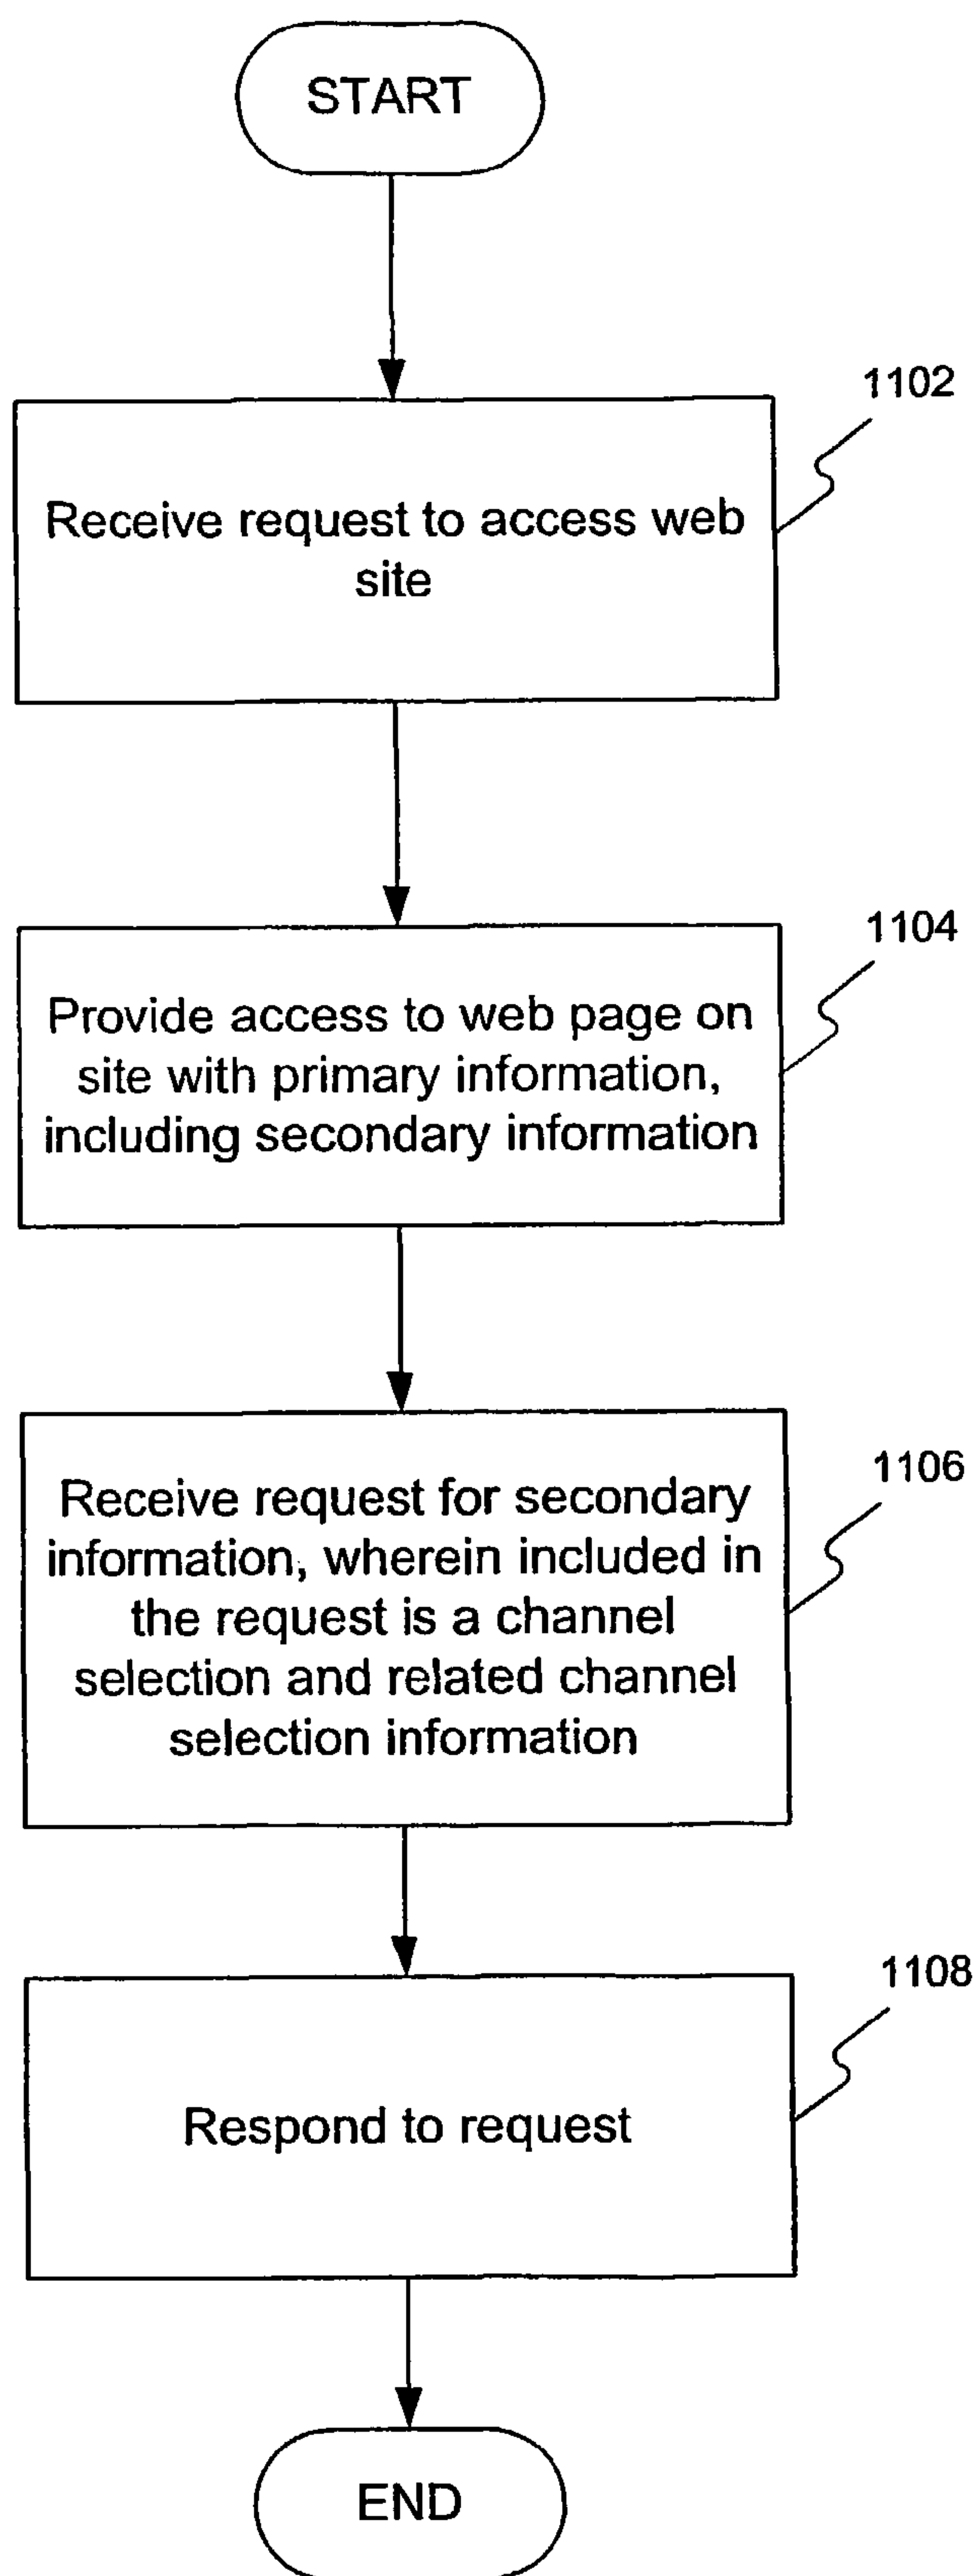 START
1102
Receive request to access web
site
1104
Provide access to web page on
site with primary information,
including secondary information
1106
Receive request for secondary
information, wherein included in
the request is a channel
selection and related channel
selection information
1108
Respond to request
END